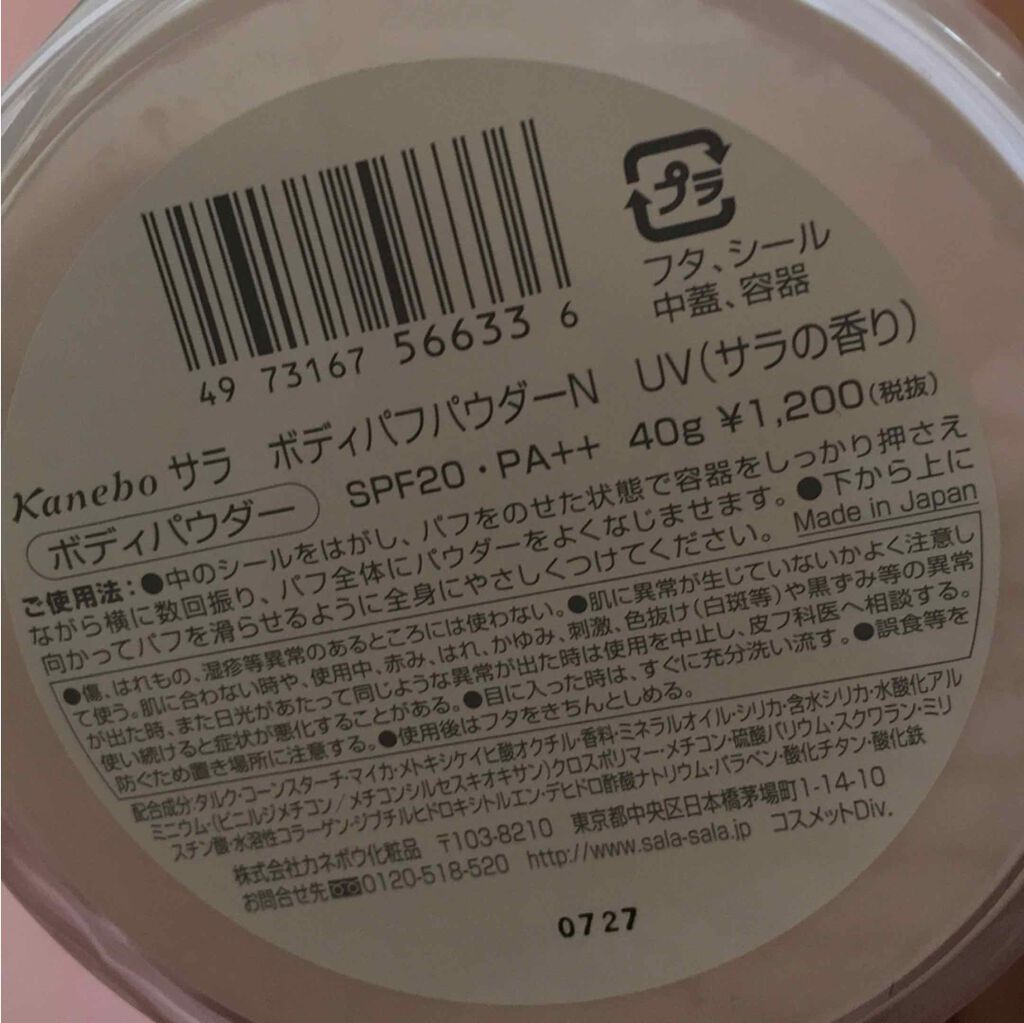 49 73167 56633 6
プラ
フタ、シール
中蓋、容器
Kanebo サラ ボディパフパウダーN UV(サラの香り)
ボディパウダー SPF20・PA++ 40g ¥1,200(税抜)
ご使用法:●中のシールをはがし、パフをのせた状態で容器をしっかり押さえ
ながら横に数回振り、パフ全体にパウダーをよくなじませます。●下から上に
向かってパフを滑らせるように全身にやさしくつけてください。 Made in Japan
●傷、はれもの、湿疹等異常のあるところには使わない。●肌に異常が生じていないかよく注意し
て使う。肌に合わない時や、使用中、赤み、はれ、かゆみ、刺激、色抜け(白斑等)や黒ずみ等の異常
が出た時、また日光があたって同じような異常が出た時は使用を中止し、皮フ科医へ相談する。
使い続けると症状が悪化することがある。●目に入った時は、すぐに充分洗い流す。●誤食等を
防ぐため置き場所に注意する。●使用後はフタをきちんとしめる。
配合成分:タルク・コーンスターチ・マイカ・メトキシケイヒ酸オクチル・香料・ミネラルオイル・シリカ・含水シリカ・水酸化アル
ミニウム・(ビニルジメチコン/メチコンシルセスキオキサン)クロスポリマー・メチコン・硫酸バリウム・スクワラン・ミリ
スチン酸・水溶性コラーゲン・ジブチルヒドロキシトルエン・デヒドロ酢酸ナトリウム・パラベン・酸化チタン・酸化鉄
株式会社カネボウ化粧品 〒103-8210 東京都中央区日本橋茅場町1-14-10
お問合せ先 0120-518-520 http://www.sala-sala.jp コスメットDiv.
0727